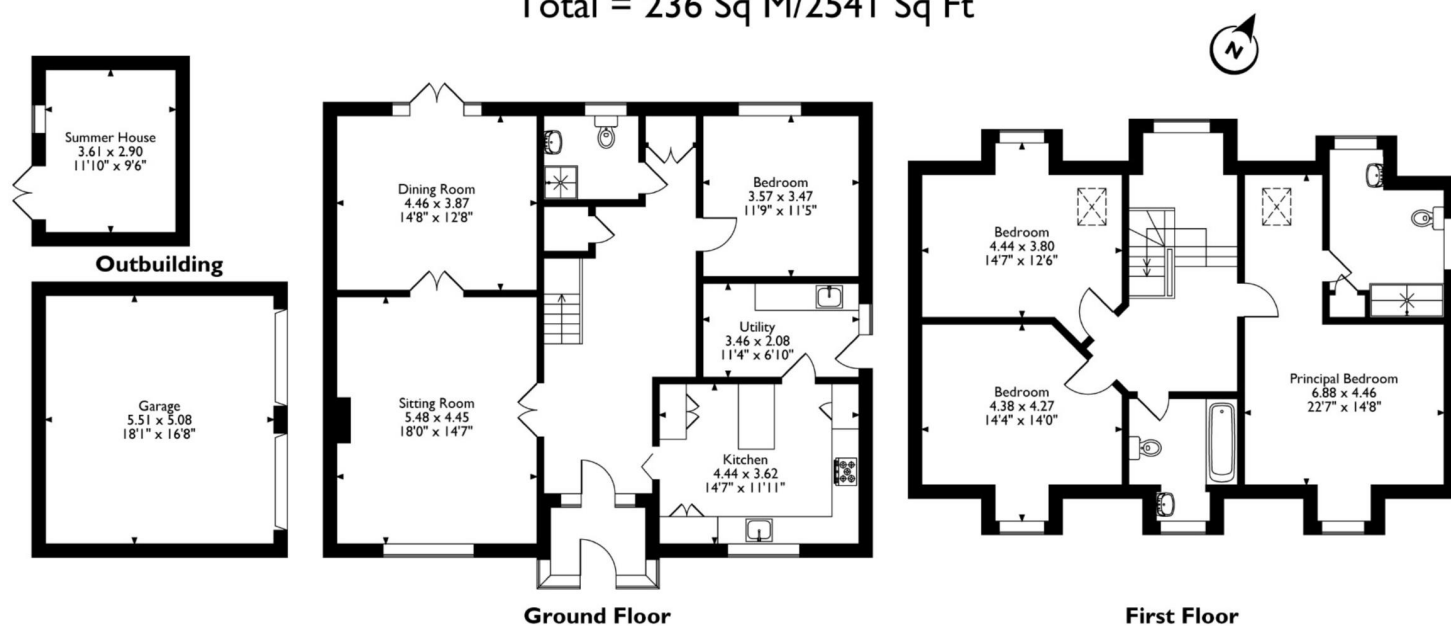 Total = 236 Sq M/2541 Sq Ft
N
Summer House
3.61 x 2.90
11'10" x 9'6"
Outbuilding
Garage
5.51 x 5.08
18'1" x 16'8"
Dining Room
4.46 x 3.87
14'8" x 12'8"
Bedroom
3.57 x 3.47
11'9" x 11'5"
Utility
3.46 x 2.08
11'4" x 6'10"
Sitting Room
5.48 x 4.45
18'0" x 14'7"
Kitchen
4.44 x 3.62
14'7" x 11'11"
Ground Floor
Bedroom
4.44 x 3.80
14'7" x 12'6"
Bedroom
4.38 x 4.27
14'4" x 14'0"
Principal Bedroom
6.88 x 4.46
22'7" x 14'8"
First Floor